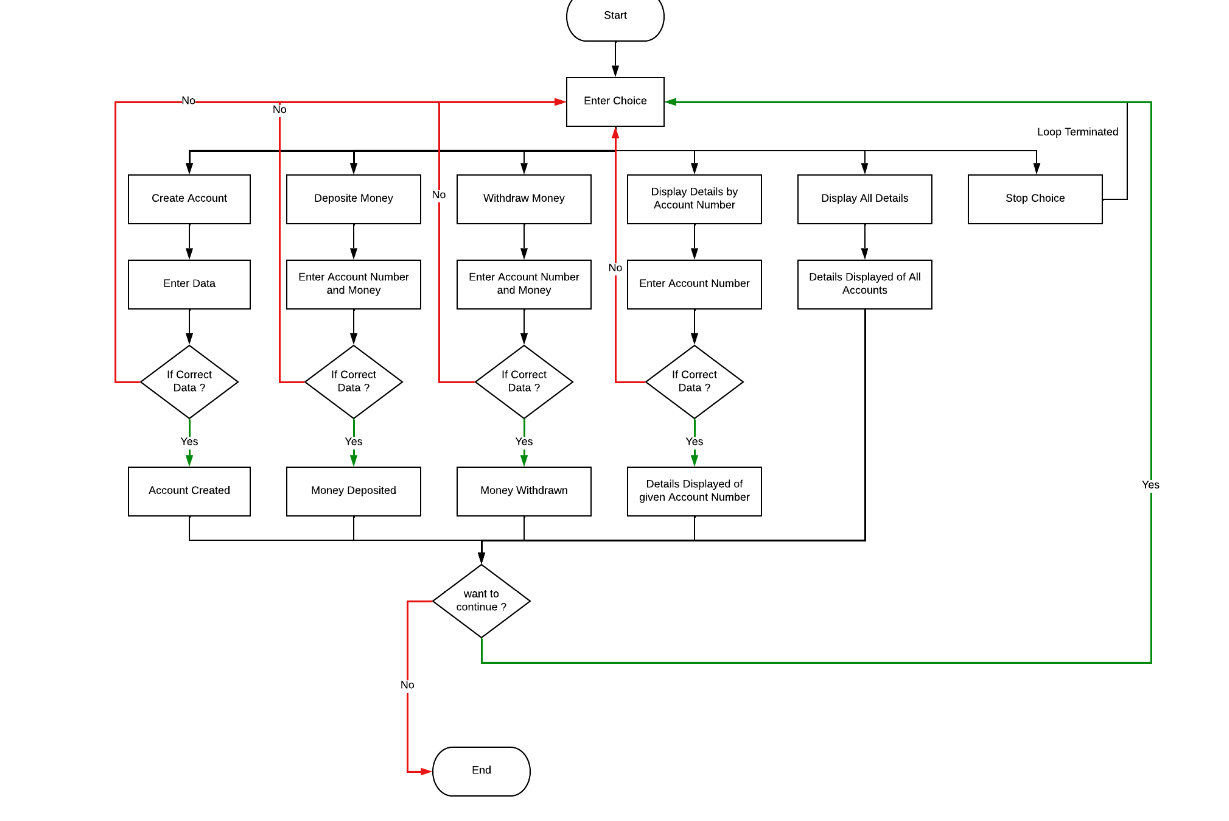 Start
Enter Choice
No
No
Loop Terminated
Create Account
Deposite Money
No
Withdraw Money
Display Details by
Account Number
Display All Details
Stop Choice
Enter Data
Enter Account Number
and Money
Enter Account Number
and Money
No
Enter Account Number
Details Displayed of All
Accounts
If Correct
Data ?
If Correct
Data ?
If Correct
Data ?
If Correct
Data ?
Yes
Yes
Yes
Yes
Account Created
Money Deposited
Money Withdrawn
Details Displayed of
given Account Number
Yes
want to
continue ?
No
End